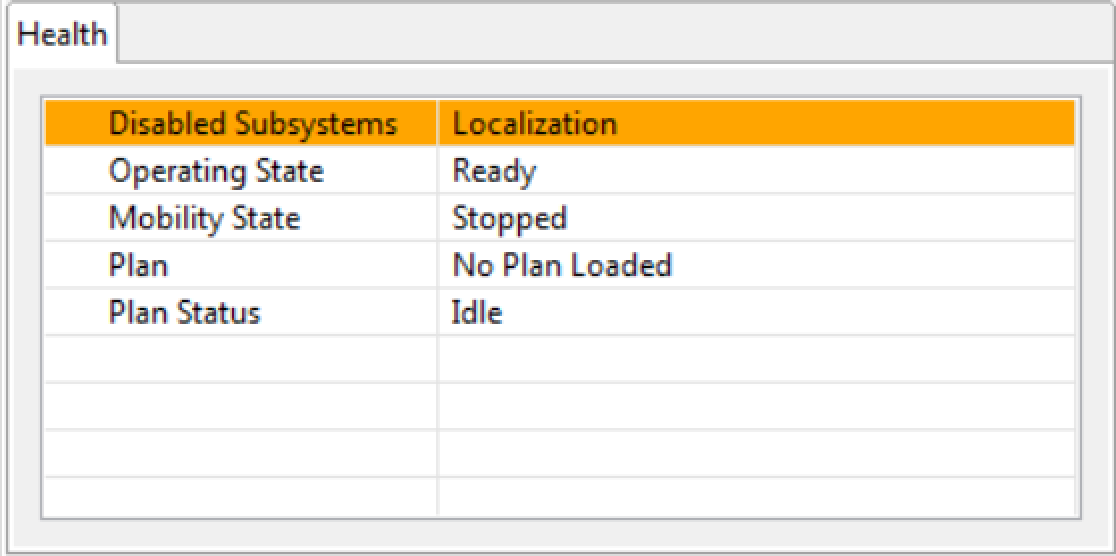 Health
Disabled Subsystems Localization
Operating State Ready
Mobility State Stopped
Plan No Plan Loaded
Plan Status Idle